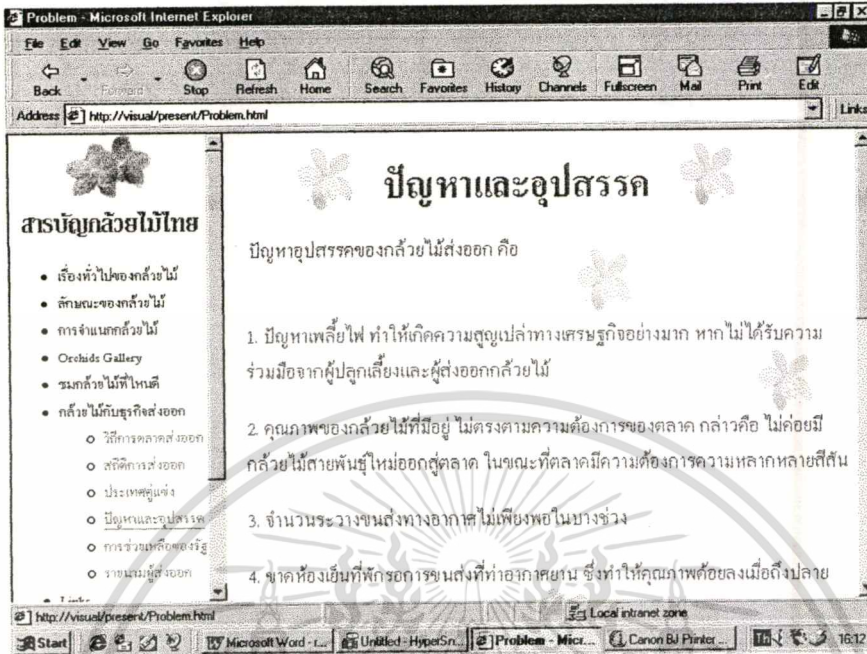 Problem - Microsoft Internet Explorer
File Edit View Go Favorites Help
Back Forward Stop Refresh Home Search Favorites History Channels Fullscreen Mail Print Edit
Address http://visual/present/Problem.html Links
สารบัญกล้วยไม้ไทย
เรื่องทั่วไปของกล้วยไม้
ลักษณะของกล้วยไม้
การจำแนกกล้วยไม้
Orchids Gallery
ชมกล้วยไม้ที่ไหนดี
กล้วยไม้กับธุรกิจส่งออก
วิถีการตลาดส่งออก
สถิติการส่งออก
ประเทศคู่แข่ง
ปัญหาและอุปสรรค
การช่วยเหลือของรัฐ
รายนามผู้ส่งออก
Links
ปัญหาและอุปสรรค
ปัญหาอุปสรรคของกล้วยไม้ส่งออก คือ
1. ปัญหาเพลี้ยไฟ ทำให้เกิดความสูญเปล่าทางเศรษฐกิจอย่างมาก หากไม่ได้รับความ
ร่วมมือจากผู้ปลูกเลี้ยงและผู้ส่งออกกล้วยไม้
2. คุณภาพของกล้วยไม้ที่มีอยู่ ไม่ตรงตามความต้องการของตลาด กล่าวคือ ไม่ค่อยมี
กล้วยไม้สายพันธุ์ใหม่ออกสู่ตลาด ในขณะที่ตลาดมีความต้องการความหลากหลายสีสัน
3. จำนวนระวางขนส่งทางอากาศไม่เพียงพอในบางช่วง
4. ขาดห้องเย็นที่พักรอการขนส่งที่ท่าอากาศยาน ซึ่งทำให้คุณภาพด้อยลงเมื่อถึงปลาย
http://visual/present/Problem.html Local intranet zone
Start Microsoft Word - r... Untitled - HyperSn... Problem - Micr... Canon BJ Printer ... 16:12